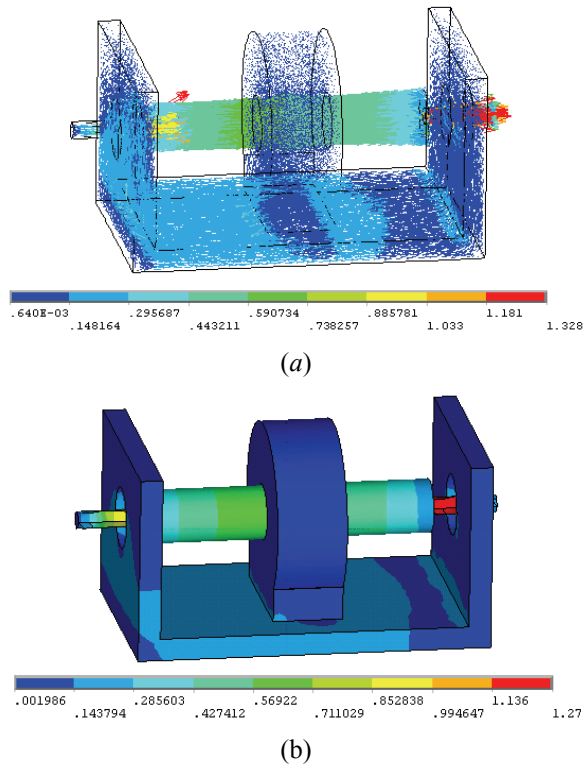 .640E-03 .295687 .590734 .885781 1.181
.148164 .443211 .738257 1.033 1.328
(a)
.001986 .285603 .56922 .852838 1.136
.143794 .427412 .711029 .994647 1.27
(b)